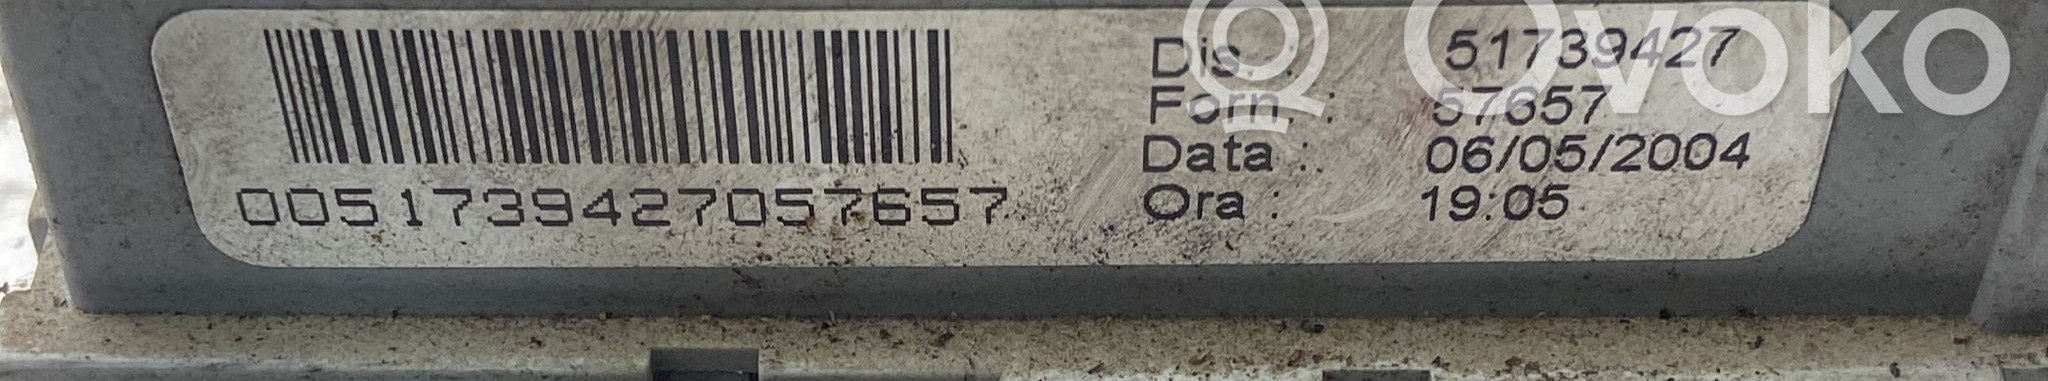 Ovoko
Dis. : 51739427
Forn. : 57657
Data : 06/05/2004
Ora : 19:05
0051739427057657